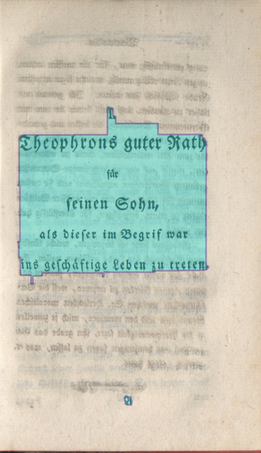 I.
Theophrons guter Rath
für
seinen Sohn,
als dieser im Begrif war
ins geschäftige Leben zu treten.
A